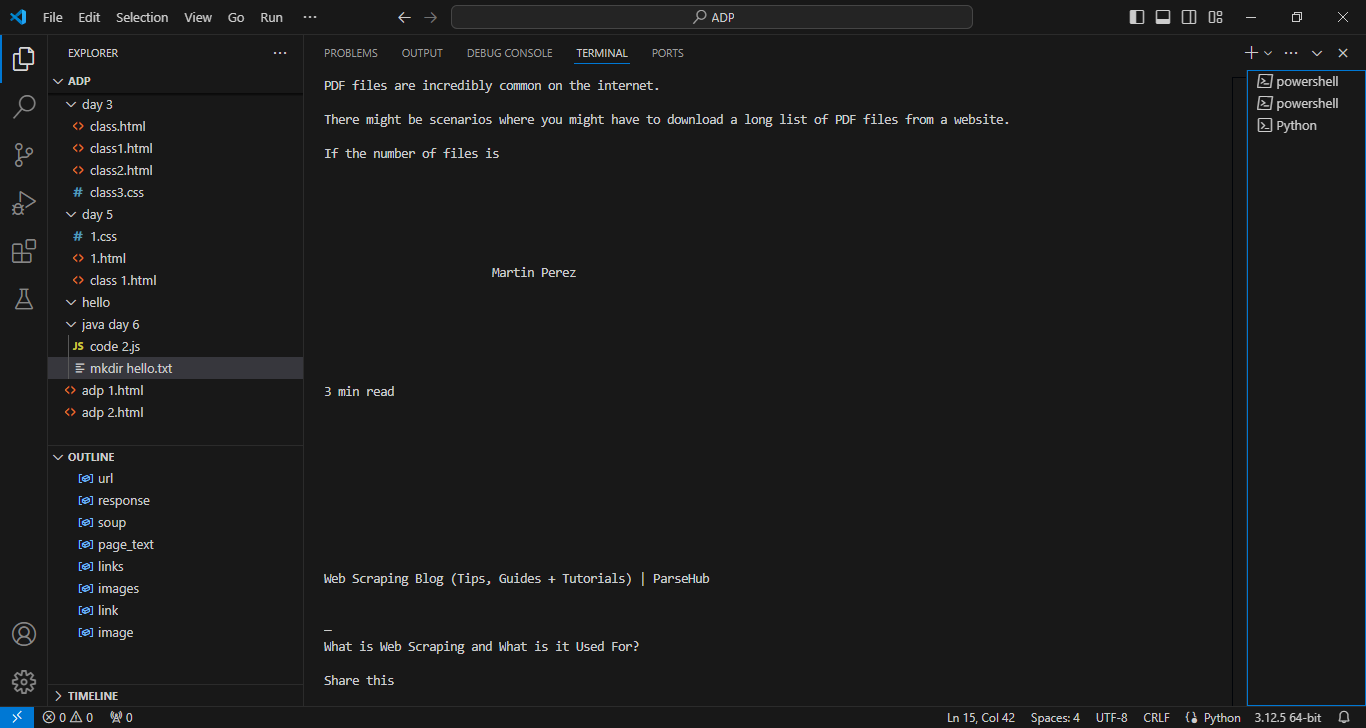 File Edit Selection View Go Run ···
ADP
EXPLORER ···
PROBLEMS OUTPUT DEBUG CONSOLE TERMINAL PORTS
ADP
day 3
<> class.html
<> class1.html
<> class2.html
# class3.css
day 5
# 1.css
<> 1.html
<> class 1.html
hello
java day 6
JS code 2.js
mkdir hello.txt
<> adp 1.html
<> adp 2.html
OUTLINE
url
response
soup
page_text
links
images
link
image
TIMELINE
PDF files are incredibly common on the internet.
There might be scenarios where you might have to download a long list of PDF files from a website.
If the number of files is
Martin Perez
3 min read
Web Scraping Blog (Tips, Guides + Tutorials) | ParseHub
—
What is Web Scraping and What is it Used For?
Share this
powershell
powershell
Python
0 0 0
Ln 15, Col 42 Spaces: 4 UTF-8 CRLF Python 3.12.5 64-bit